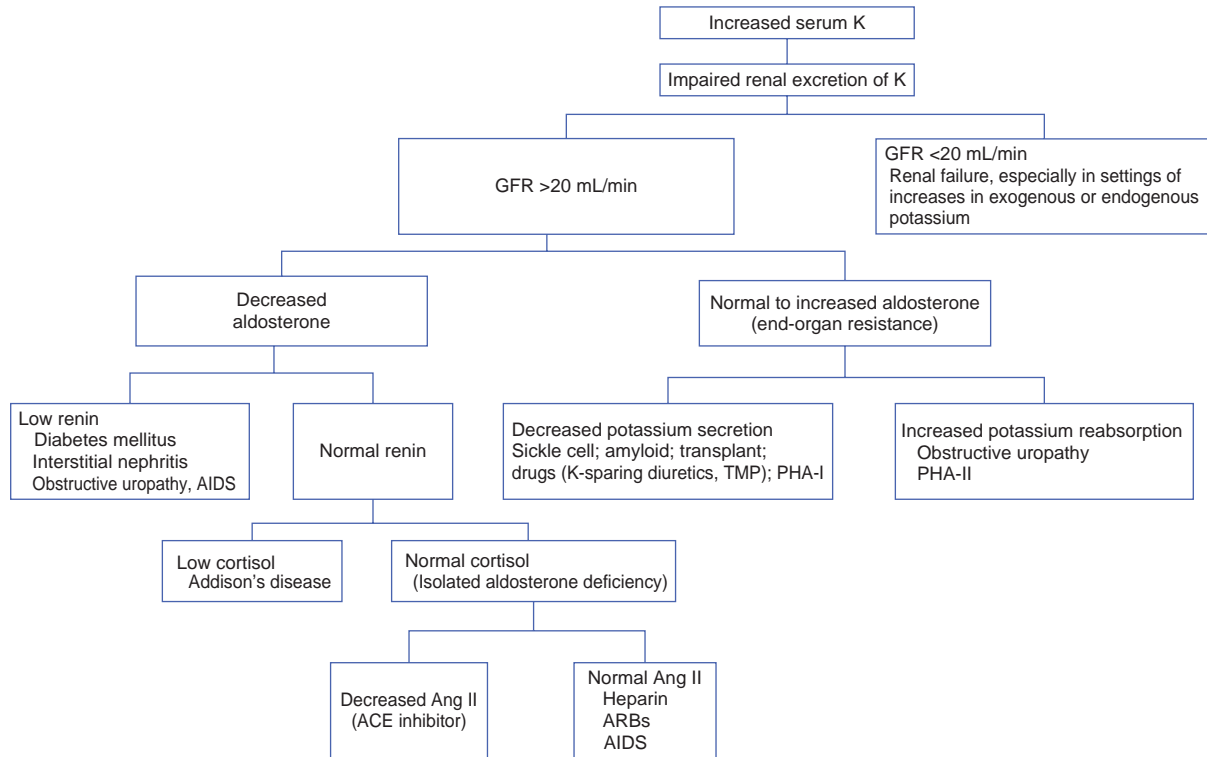 Increased serum K
Impaired renal excretion of K
GFR >20 mL/min
GFR <20 mL/min
Renal failure, especially in settings of
increases in exogenous or endogenous
potassium
Decreased
aldosterone
Normal to increased aldosterone
(end-organ resistance)
Low renin
Diabetes mellitus
Interstitial nephritis
Obstructive uropathy, AIDS
Normal renin
Decreased potassium secretion
Sickle cell; amyloid; transplant;
drugs (K-sparing diuretics, TMP); PHA-I
Increased potassium reabsorption
Obstructive uropathy
PHA-II
Low cortisol
Addison’s disease
Normal cortisol
(Isolated aldosterone deficiency)
Decreased Ang II
(ACE inhibitor)
Normal Ang II
Heparin
ARBs
AIDS